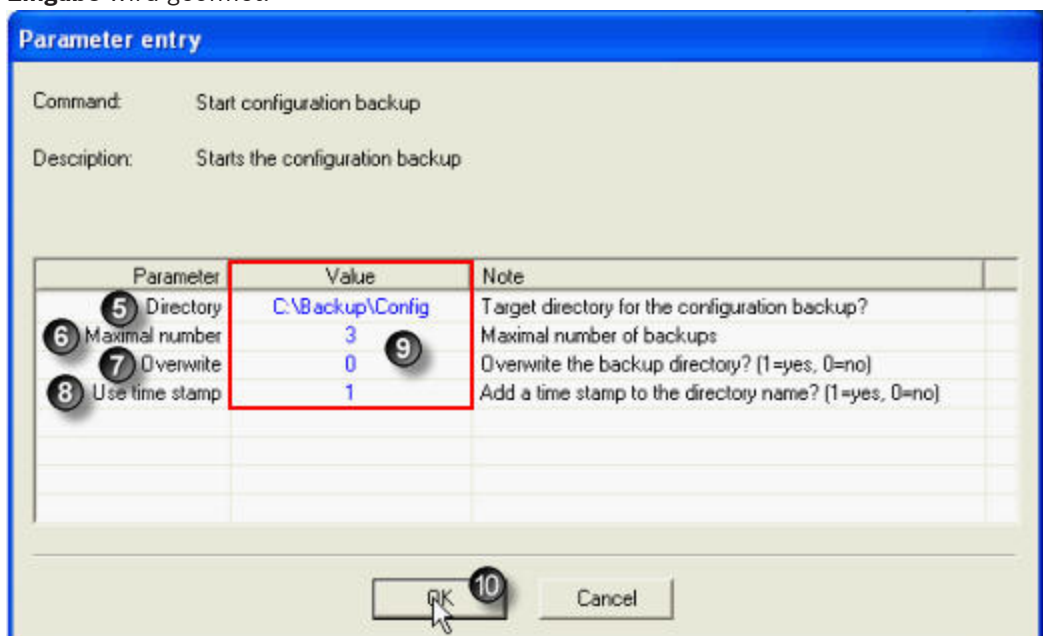 Parameter entry
Command: Start configuration backup
Description: Starts the configuration backup
Parameter Value Note
5 Directory C:\Backup\Config Target directory for the configuration backup?
6 Maximal number 3 Maximal number of backups
9
7 Overwrite 0 Overwrite the backup directory? (1=yes, 0=no)
8 Use time stamp 1 Add a time stamp to the directory name? (1=yes, 0=no)
OK 10 Cancel